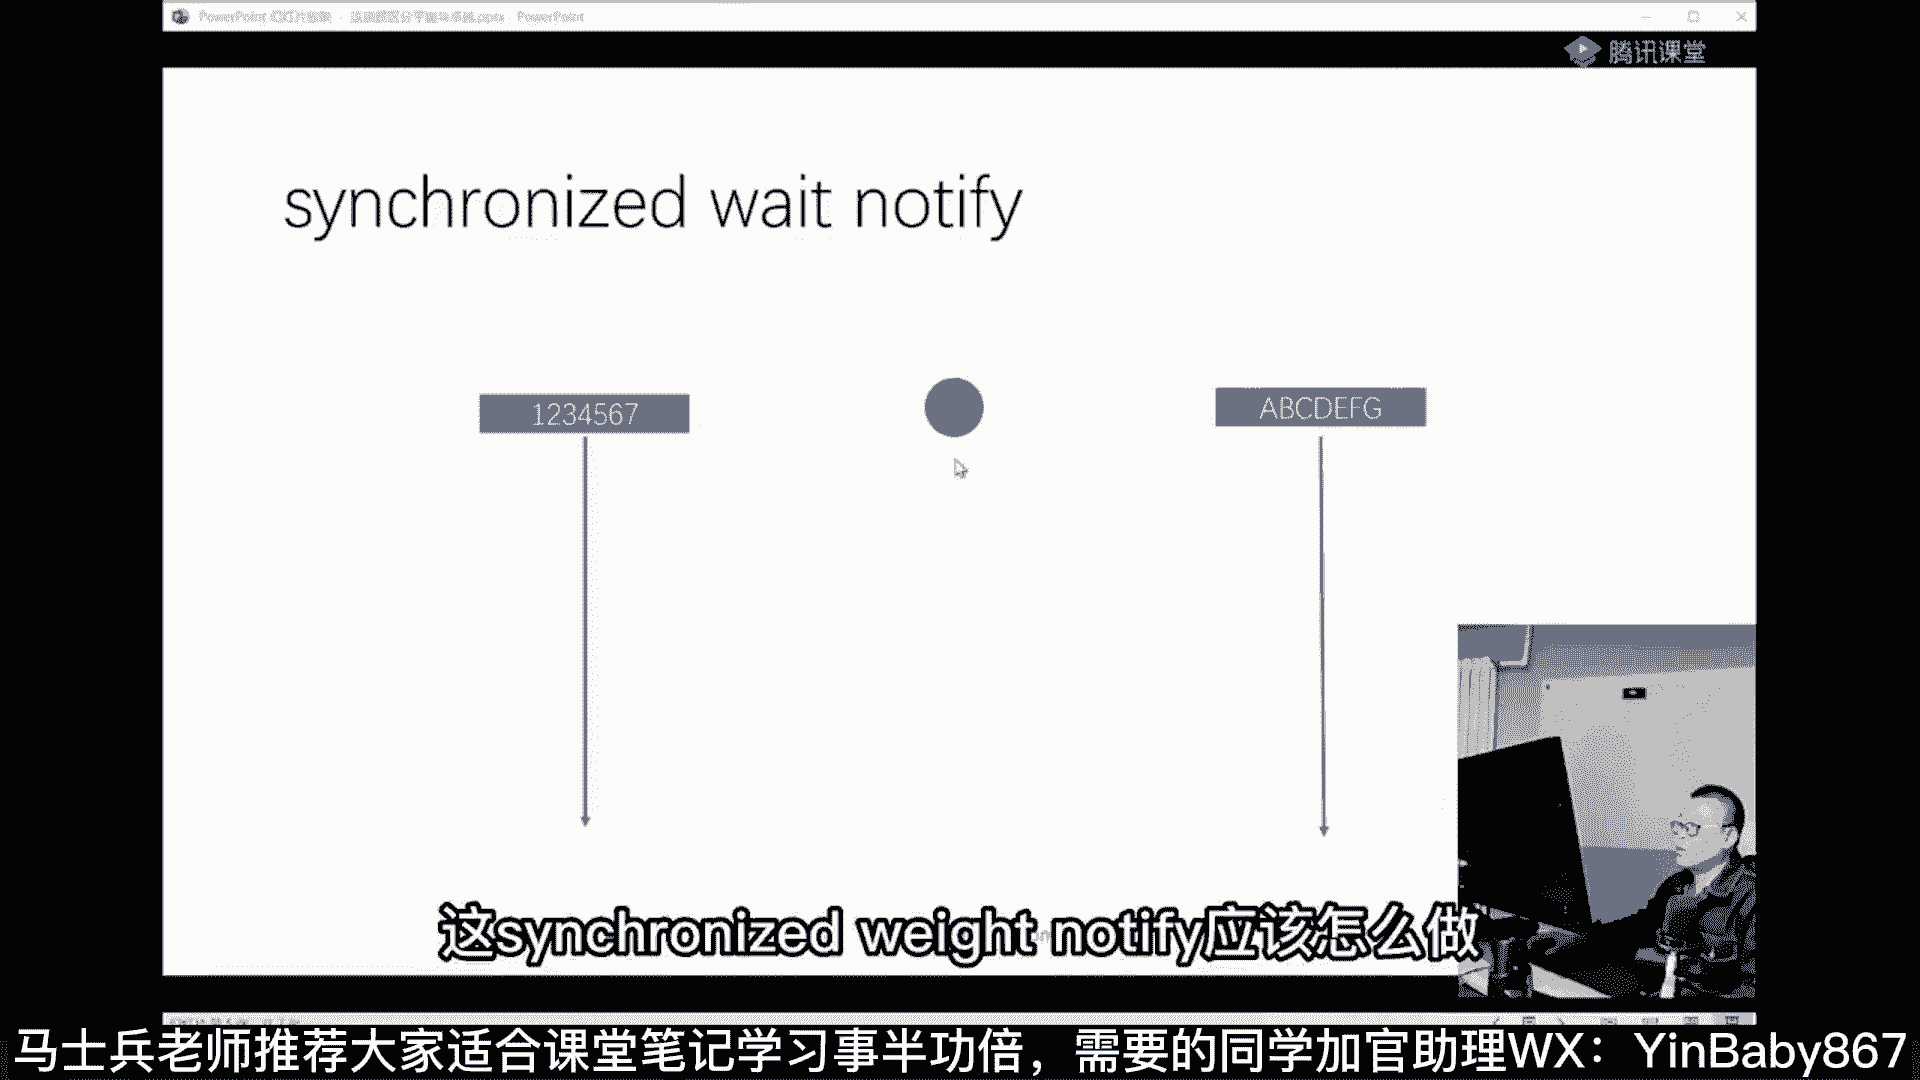 PowerPoint
PowerPoint
腾讯课堂
synchronized wait notify
1234567
ABCDEFG
这synchronized weight notify应该怎么做
马士兵老师推荐大家适合课堂笔记学习事半功倍，需要的同学加官助理WX：YinBaby867